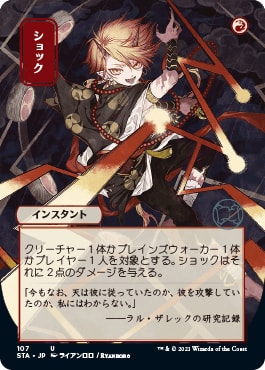 ショック
インスタント
クリーチャー1体かプレインズウォーカー1体
かプレイヤー1人を対象とする。ショックはそ
れに2点のダメージを与える。
「今もなお、天は彼に従っていたのか、彼を攻撃してい
たのか、私にはわからない。」
――ラル・ザレックの研究記録
107 U
STA • JP ライアンロロ/
™ & © 2021 Wizards of the Coast